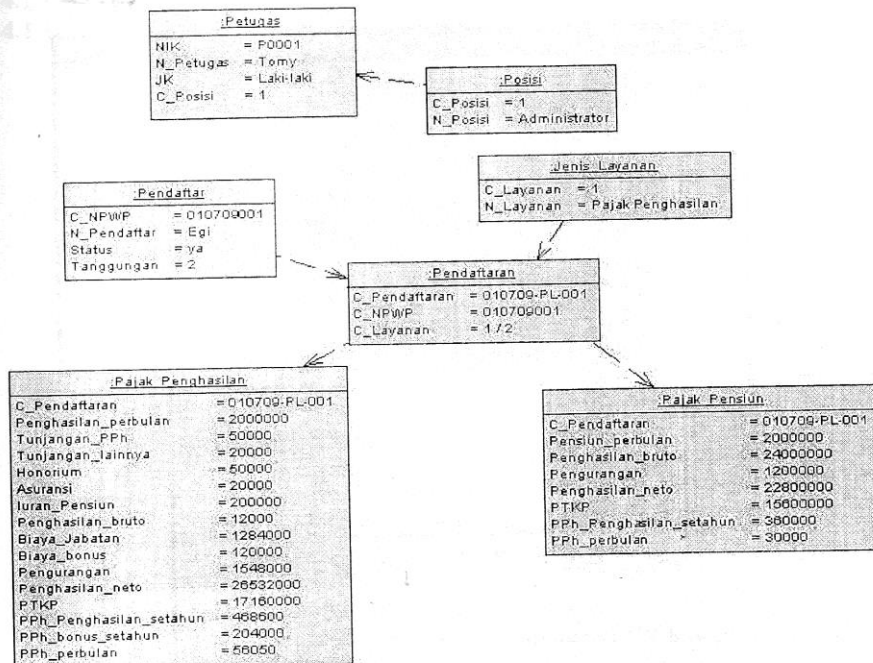 :Petugas
NIK = P0001
N_Petugas = Tomy
JK = Laki-laki
C_Posisi = 1
:Posisi
C_Posisi = 1
N_Posisi = Administrator
:Jenis Layanan
C_Layanan = 1
N_Layanan = Pajak Penghasilan
:Pendaftar
C_NPWP = 010709001
N_Pendaftar = Egi
Status = ya
Tanggungan = 2
:Pendaftaran
C_Pendaftaran = 010709-PL-001
C_NPWP = 010709001
C_Layanan = 1 / 2
:Pajak Penghasilan
C_Pendaftaran = 010709-PL-001
Penghasilan_perbulan = 2000000
Tunjangan_PPh = 50000
Tunjangan_lainnya = 20000
Honorium = 50000
Asuransi = 20000
Iuran_Pensiun = 200000
Penghasilan_bruto = 12000
Biaya_Jabatan = 1284000
Biaya_bonus = 120000
Pengurangan = 1548000
Penghasilan_neto = 26532000
PTKP = 17160000
PPh_Penghasilan_setahun = 468600
PPh_bonus_setahun = 204000
PPh_perbulan = 56050
:Pajak Pensiun
C_Pendaftaran = 010709-PL-001
Pensiun_perbulan = 2000000
Penghasilan_bruto = 24000000
Pengurangan = 1200000
Penghasilan_neto = 22800000
PTKP = 15600000
PPh_Penghasilan_setahun = 360000
PPh_perbulan = 30000